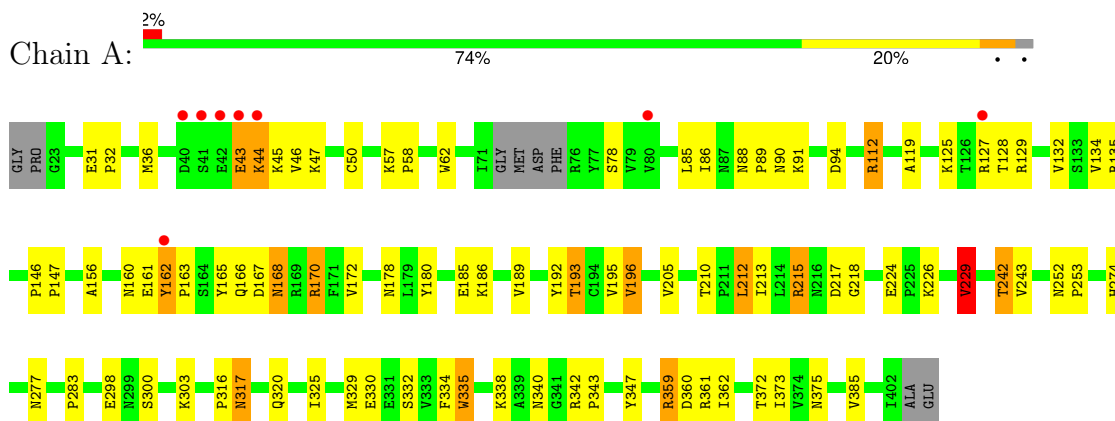 2%
Chain A:
74% 20% • •
GLY PRO G23 E31 P32 M36 D40 S41 E42 E43 K44 K45 V46 K47 C50 K57 P58 W62 I71 GLY MET ASP PHE R76 Y77 S78 V79 V80 L85 I86 N87 N88 P89 N90 K91 D94 R112 A119 K125 T126 R127 T128 R129 V132 S133 V134
P146 P147 A156 N160 E161 Y162 P163 S164 Y165 Q166 D167 N168 R169 R170 F171 V172 N178 L179 Y180 E185 K186 V189 Y192 T193 C194 V195 V196 V205 T210 P211 L212 I213 L214 R215 N216 D217 G218 E224 P225 K226 V229 T242 V243 N252 P253
N277 P283 E298 N299 S300 K303 P316 N317 Q320 I325 M329 E330 E331 S332 V333 F334 W335 K338 A339 N340 G341 R342 P343 Y347 R359 D360 R361 I362 T372 I373 V374 N375 V385 I402 ALA GLU